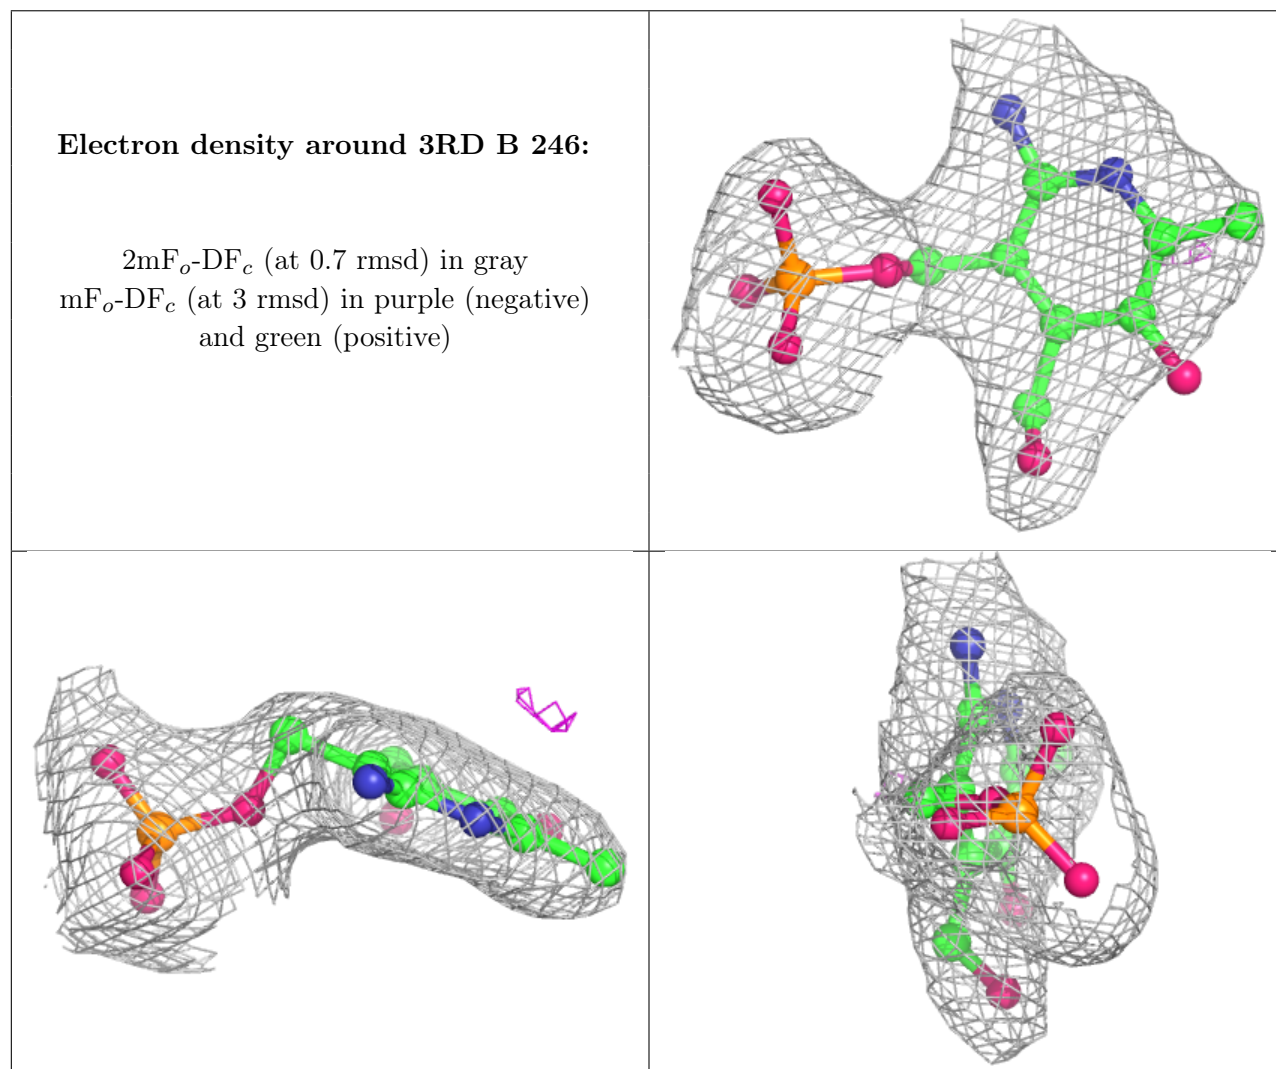 Electron density around 3RD B 246:
2mFo-DFc (at 0.7 rmsd) in gray
mFo-DFc (at 3 rmsd) in purple (negative)
and green (positive)